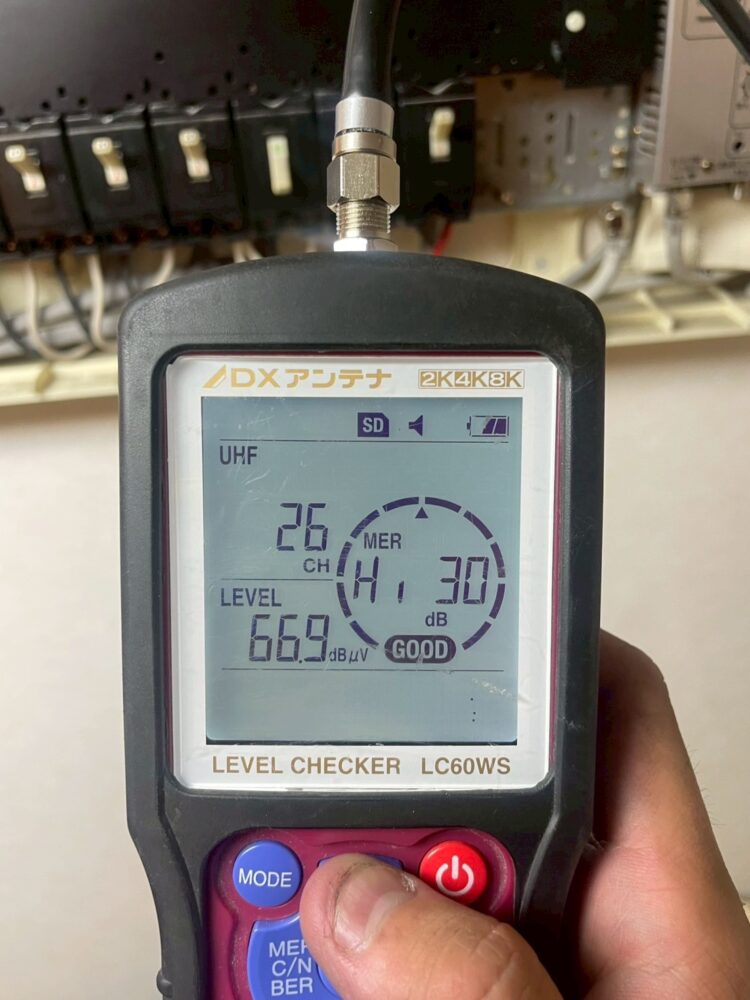 DXアンテナ 2K4K8K
SD
UHF
26
CH
MER
Hi 30
dB
GOOD
LEVEL
66.9 dBμV
LEVEL CHECKER LC60WS
MODE
MER
C/N
BER